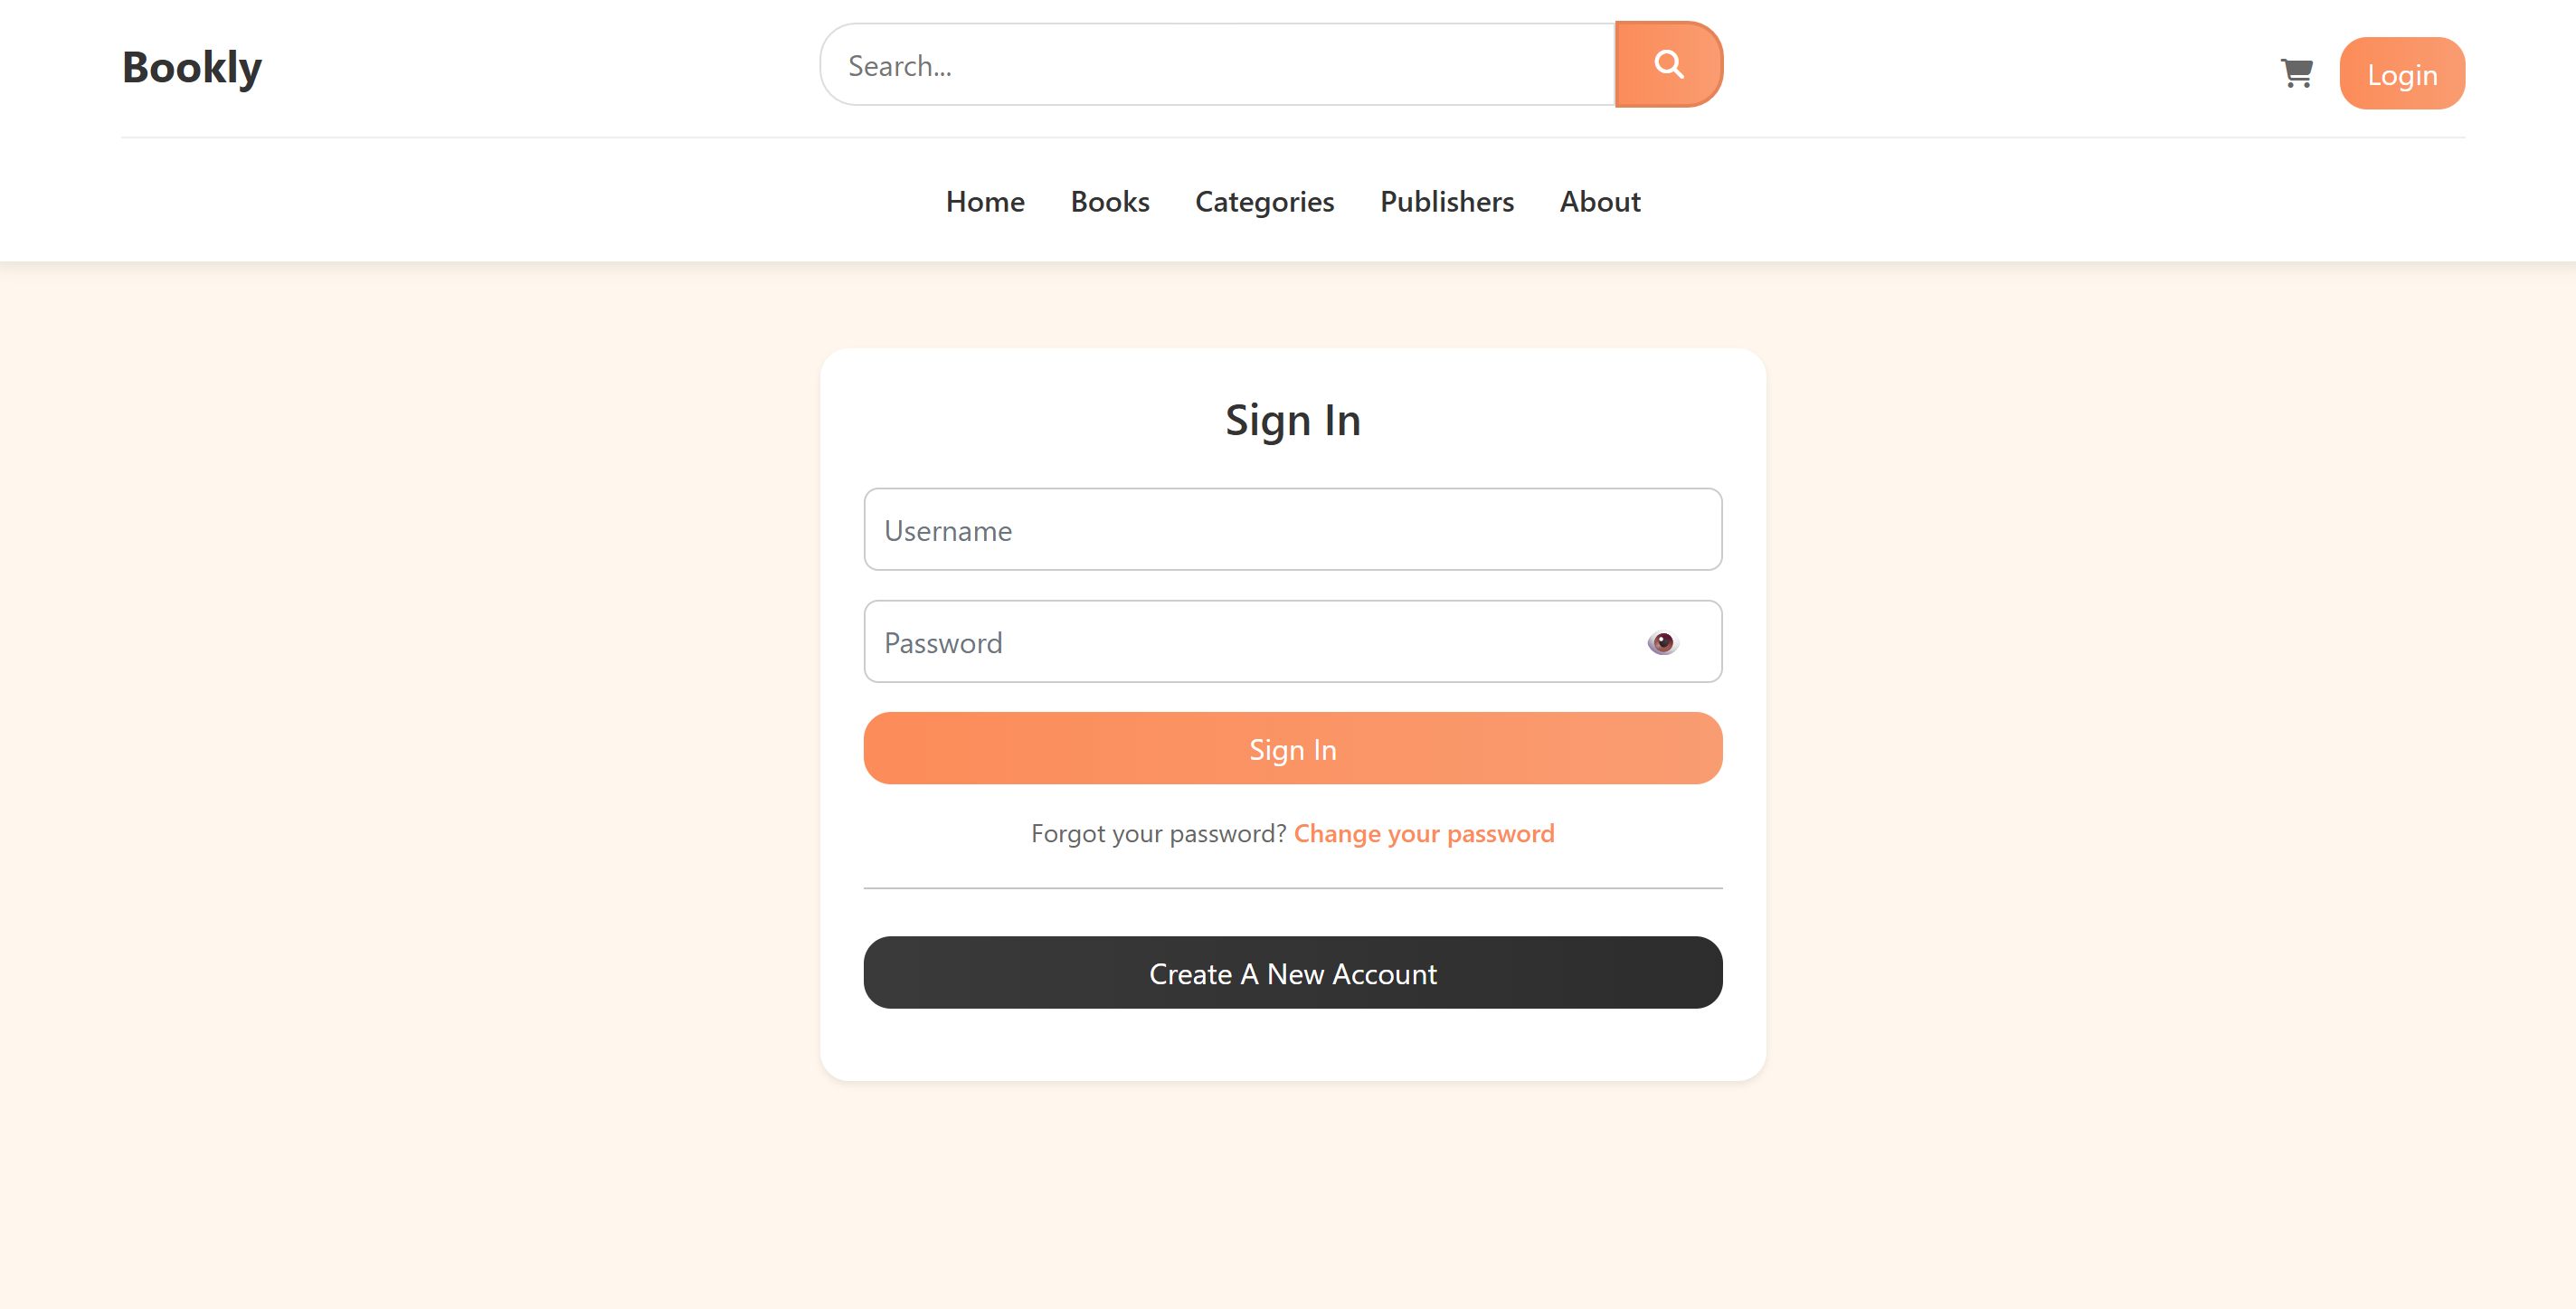 Bookly
Search...
Login
Home Books Categories Publishers About
Sign In
Username
Password
Sign In
Forgot your password? Change your password
Create A New Account